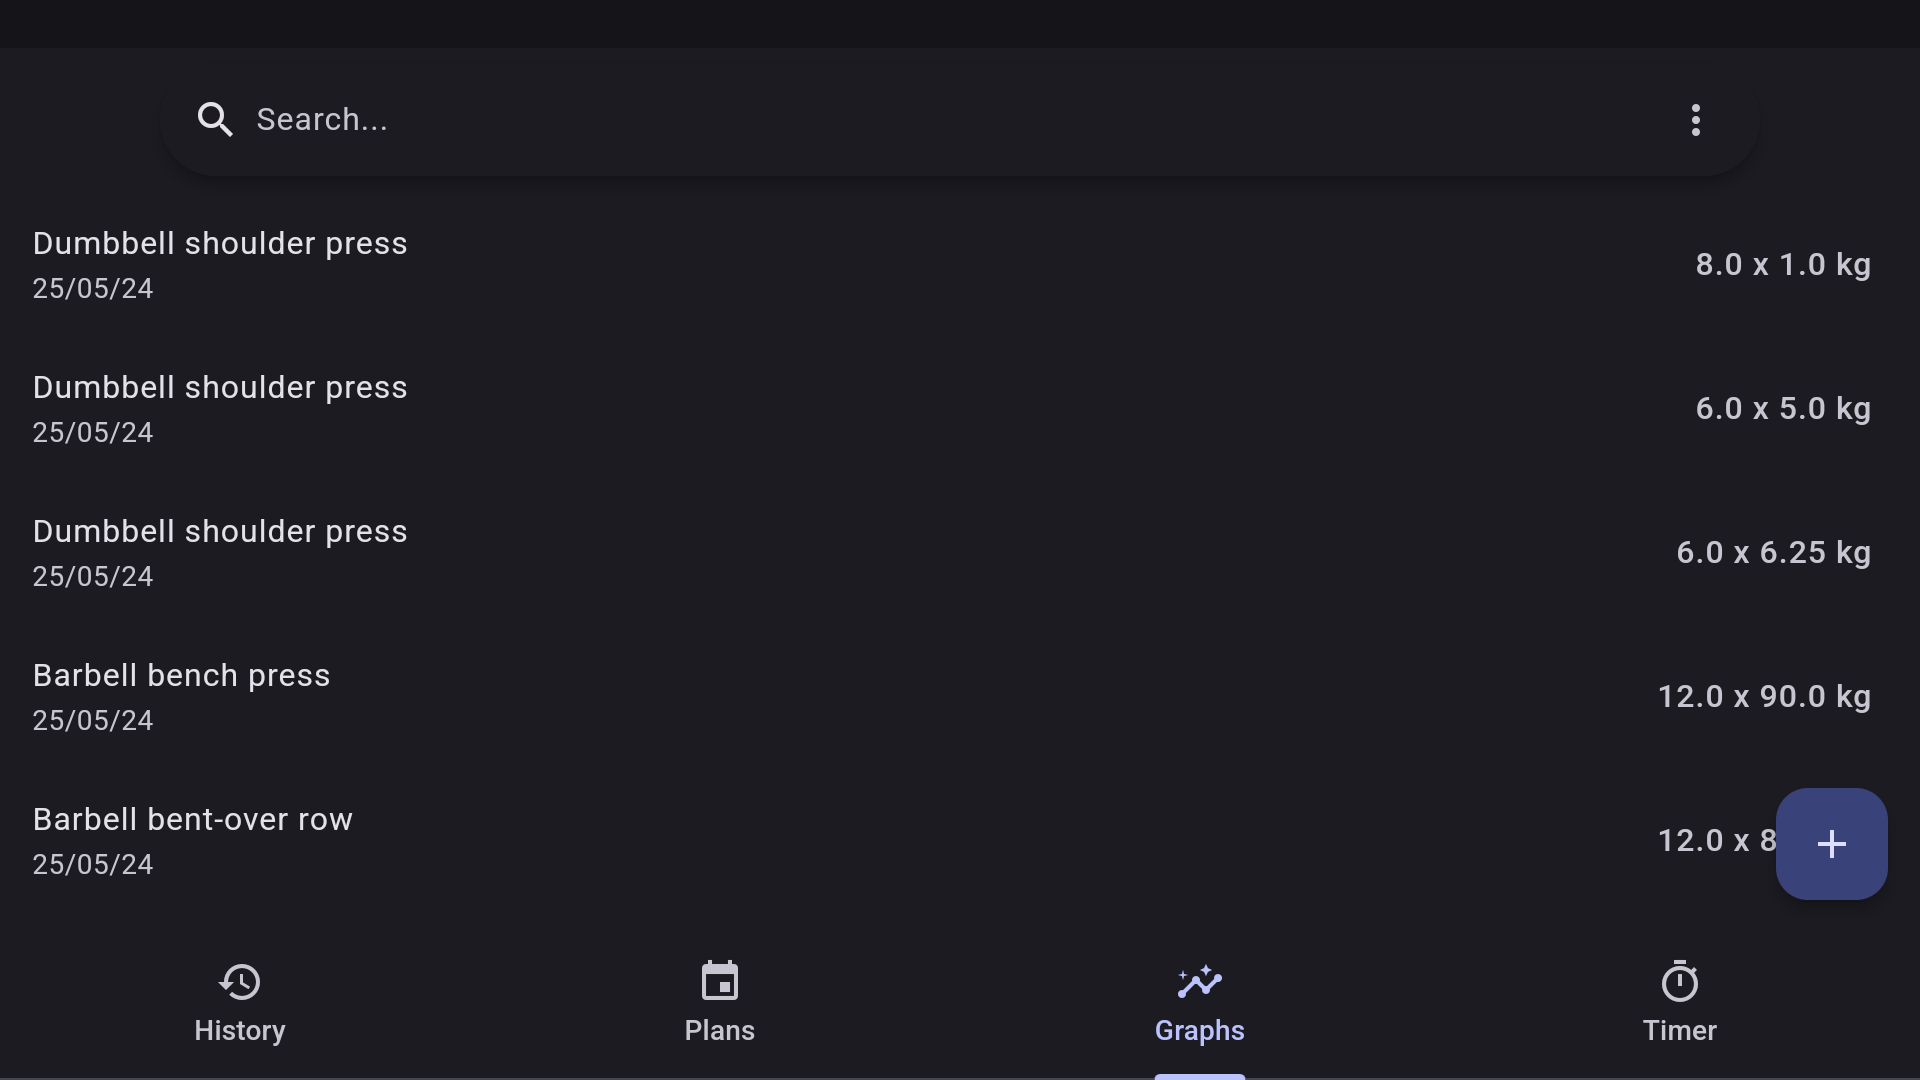 Search...
Dumbbell shoulder press
25/05/24
8.0 x 1.0 kg
Dumbbell shoulder press
25/05/24
6.0 x 5.0 kg
Dumbbell shoulder press
25/05/24
6.0 x 6.25 kg
Barbell bench press
25/05/24
12.0 x 90.0 kg
Barbell bent-over row
25/05/24
12.0 x
History
Plans
Graphs
Timer